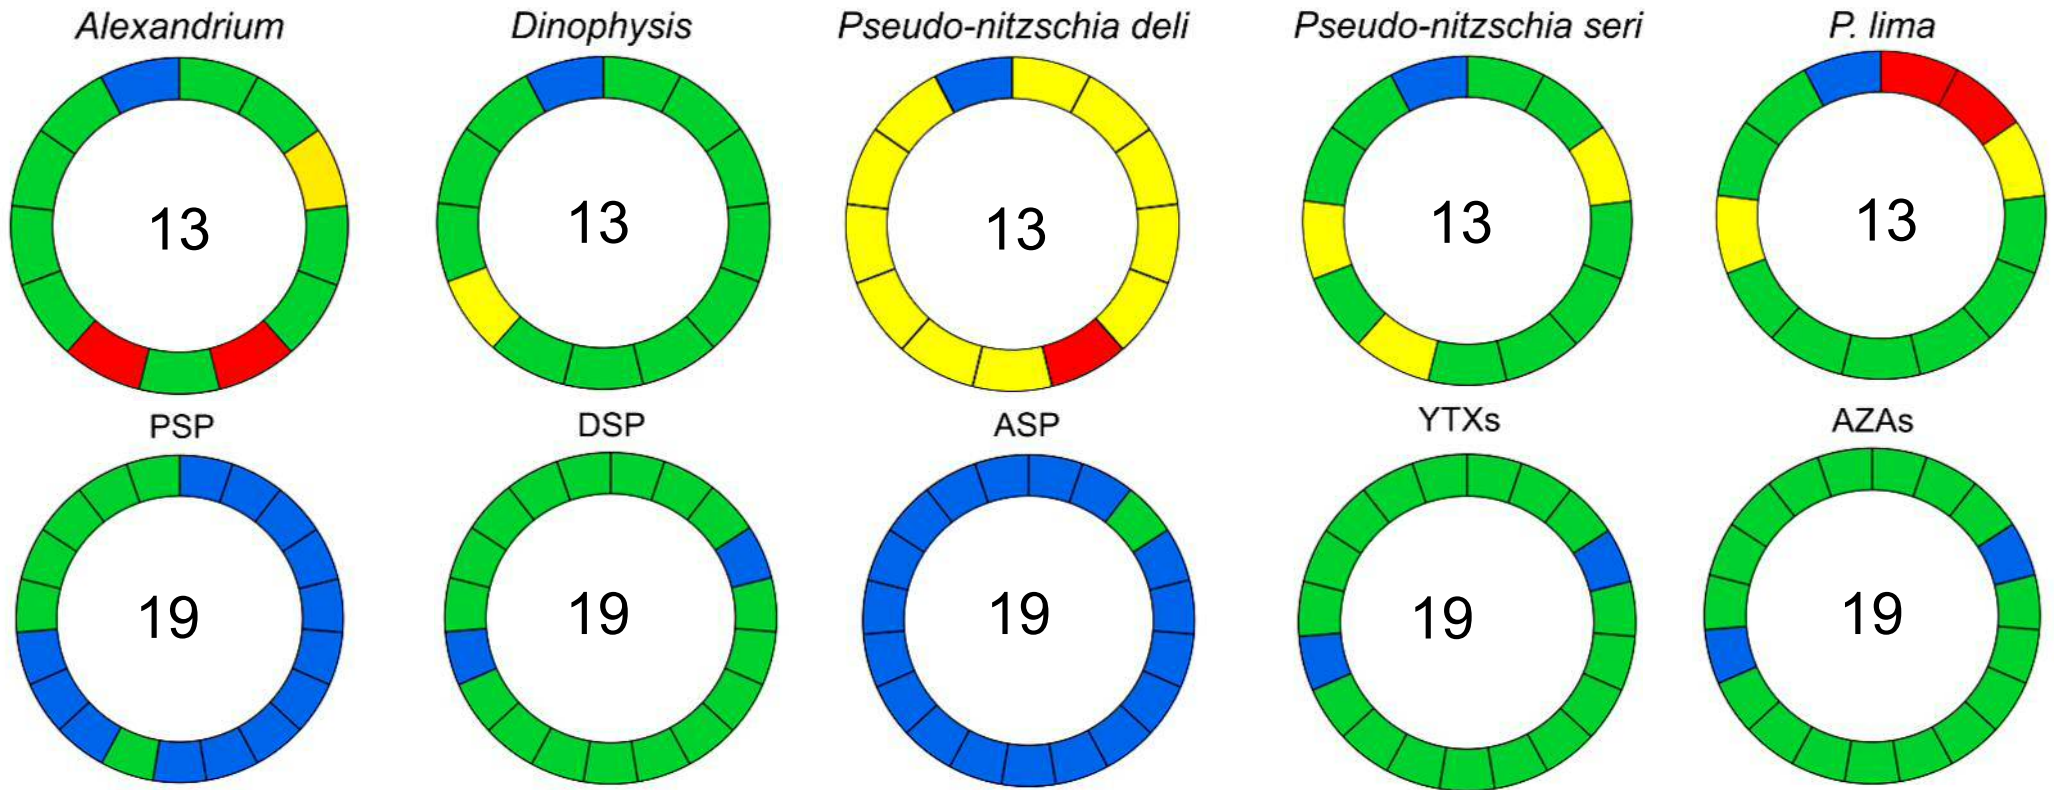 Alexandrium
Dinophysis
Pseudo-nitzschia deli
Pseudo-nitzschia seri
P. lima
13
13
13
13
13
PSP
DSP
ASP
YTXs
AZAs
19
19
19
19
19